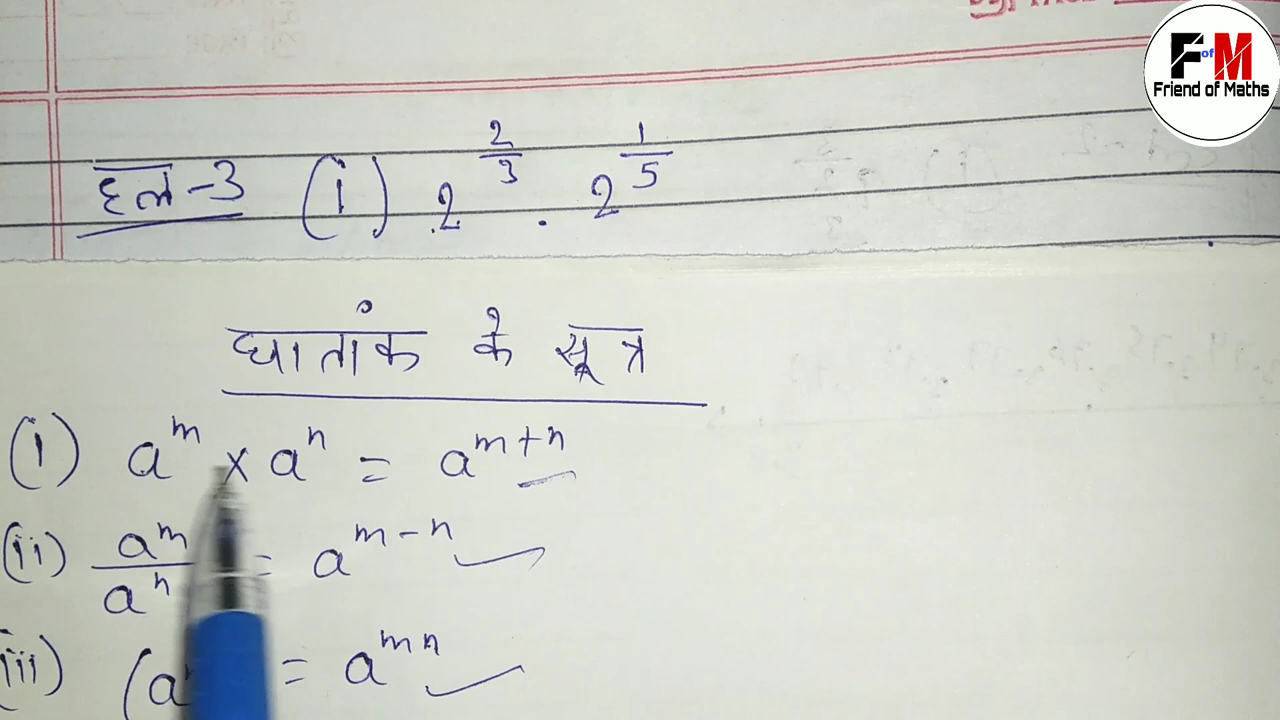 FofM
Friend of Maths
हल-3 (i) 2^{2/3} . 2^{1/5}
घातांक के सूत्र
(i) a^m × a^n = a^{m+n}
(ii) a^m / a^n = a^{m-n}
(iii) (a = a^{mn}